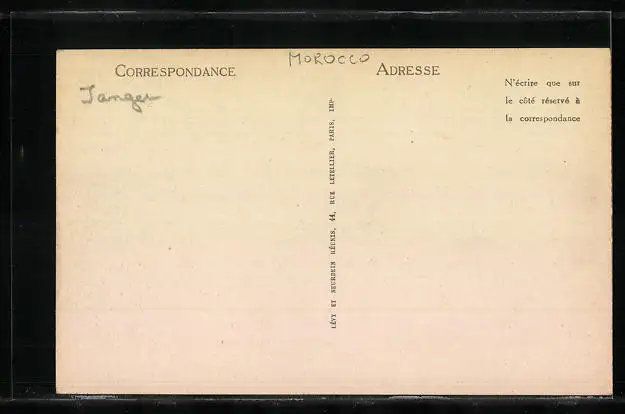 MOROCCO
CORRESPONDANCE
ADRESSE
Tanger
N'écrire que sur
le côté réservé à
la correspondance
LÉVY ET NEURDEIN RÉUNIS, 44, RUE LETELLIER, PARIS, IMP.